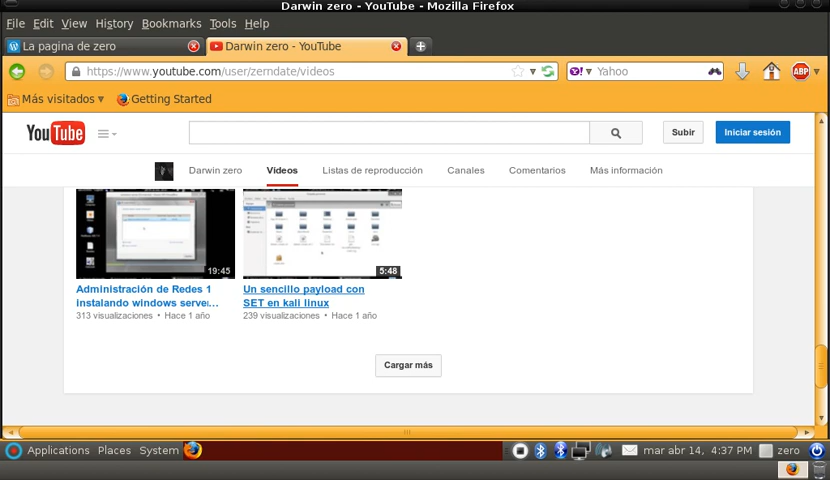 Darwin zero - YouTube - Mozilla Firefox
File Edit View History Bookmarks Tools Help
La pagina de zero
Darwin zero - YouTube
https://www.youtube.com/user/zerndate/videos
Yahoo
ABP
Más visitados
Getting Started
YouTube
Subir
Iniciar sesión
Darwin zero
Vídeos
Listas de reproducción
Canales
Comentarios
Más información
19:45
5:48
Administración de Redes 1
instalando windows server...
313 visualizaciones • Hace 1 año
Un sencillo payload con
SET en kali linux
239 visualizaciones • Hace 1 año
Cargar más
Applications Places System
mar abr 14, 4:37 PM
zero